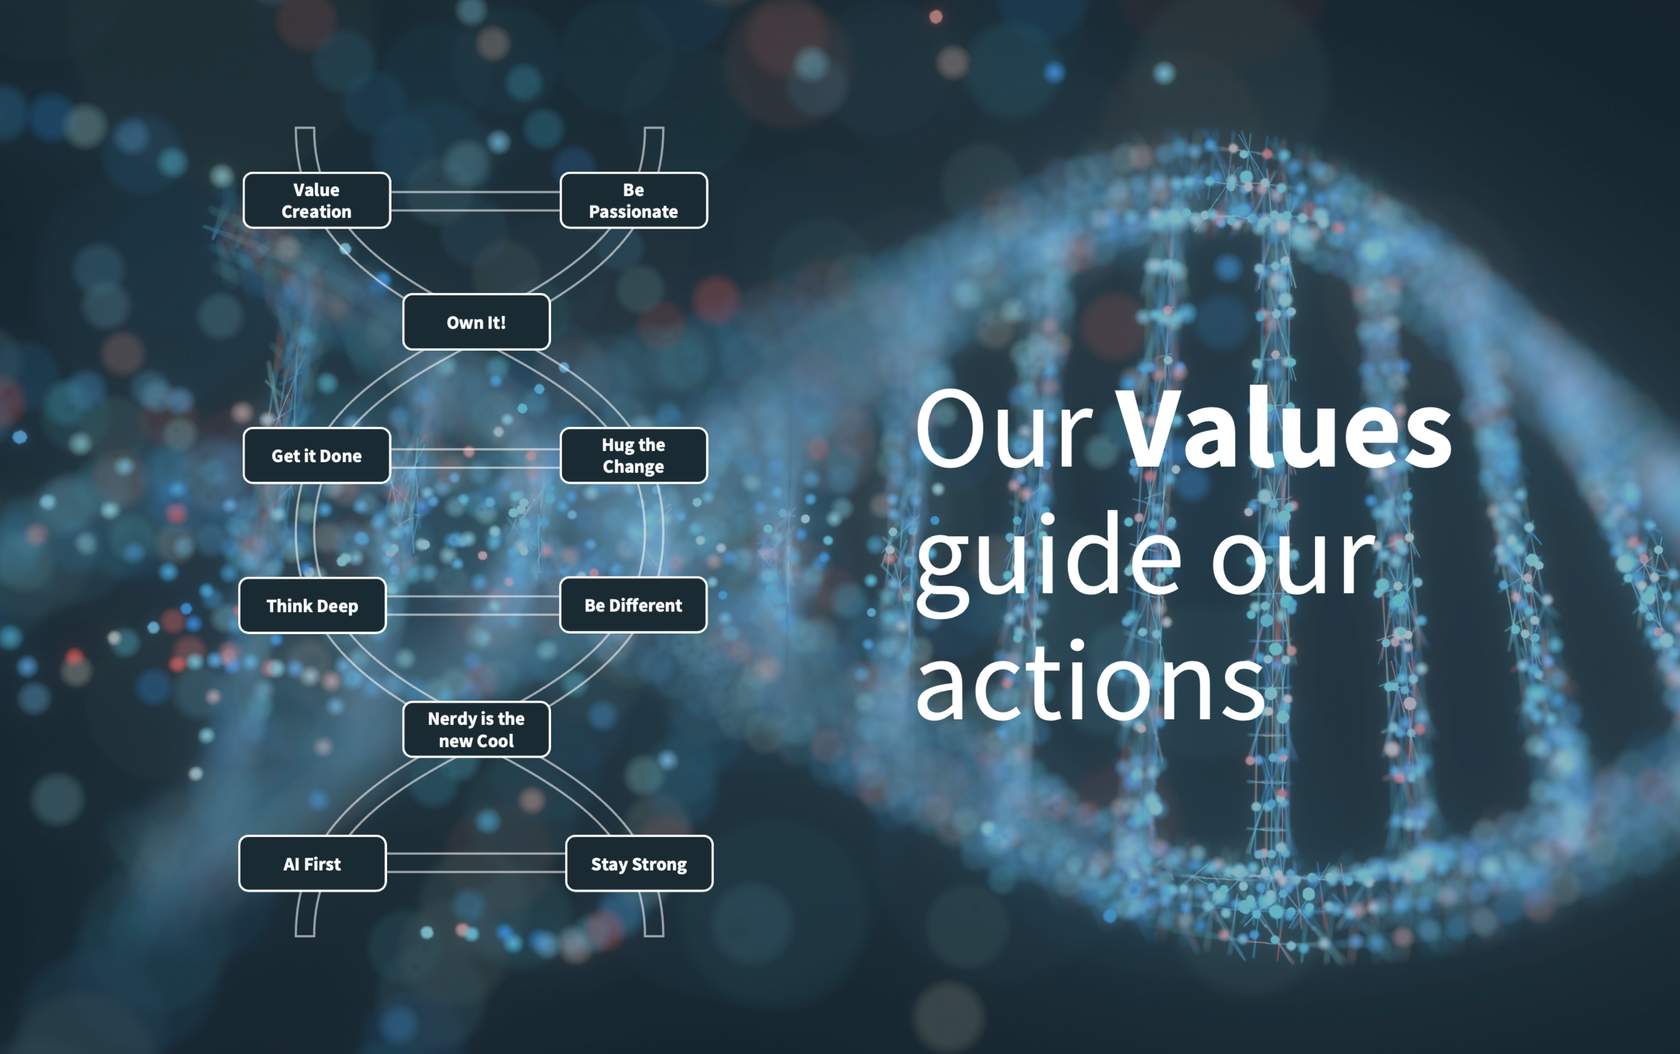 Value
Creation
Be
Passionate
Own It!
Get it Done
Hug the
Change
Think Deep
Be Different
Nerdy is the
new Cool
AI First
Stay Strong
Our Values
guide our
actions